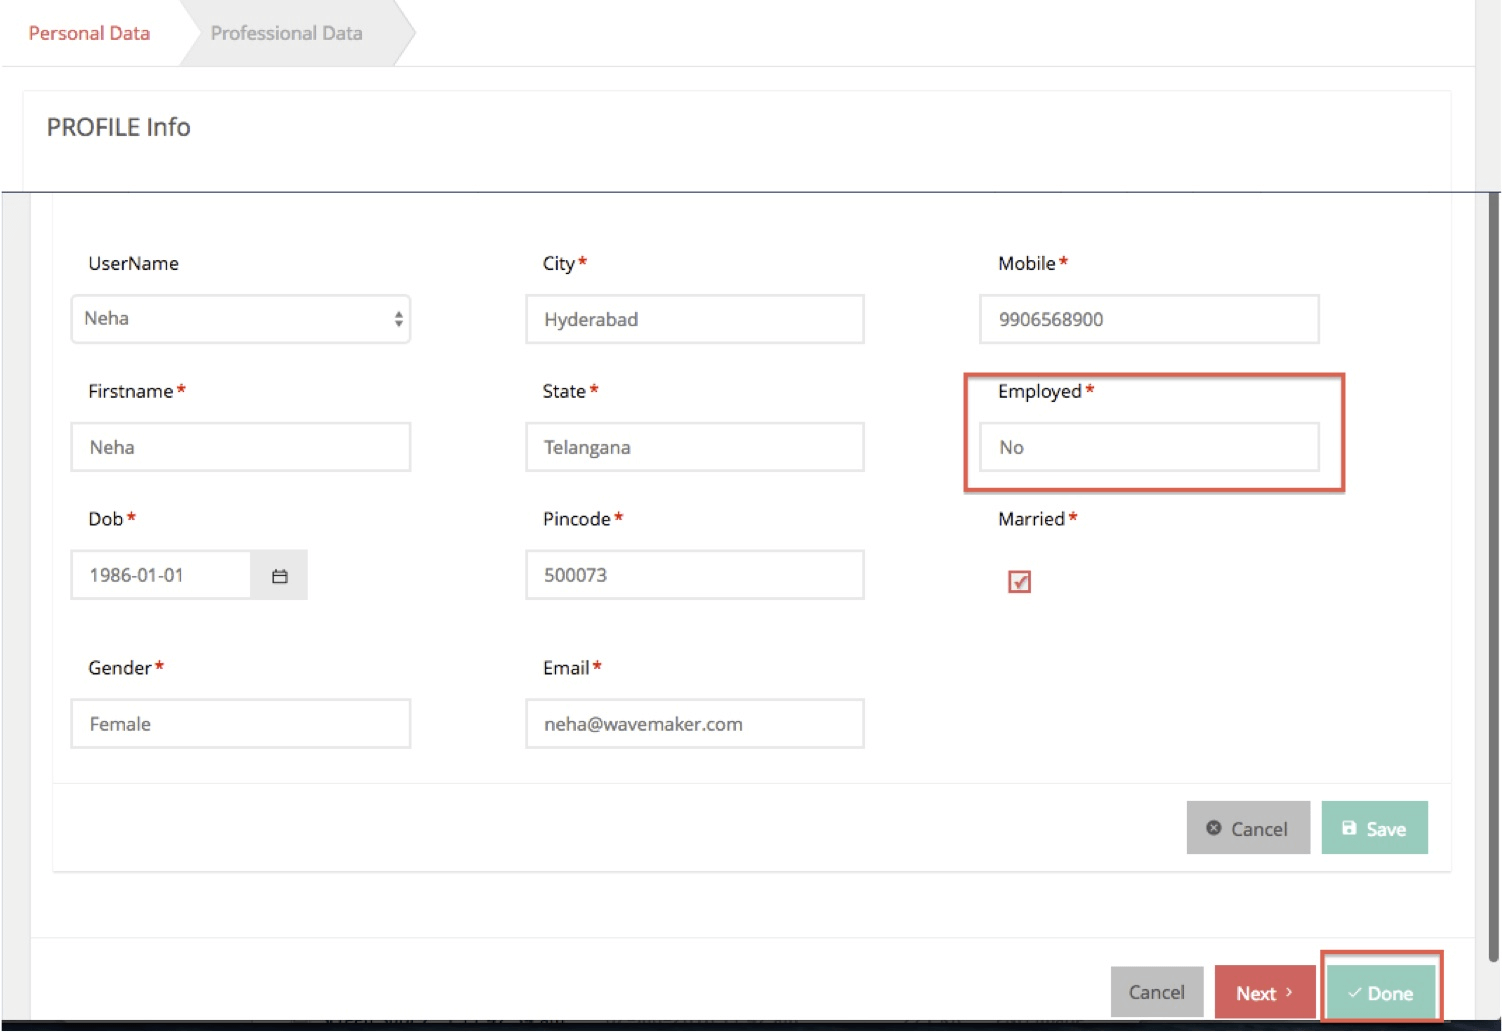 Personal Data Professional Data
PROFILE Info
UserName City* Mobile*
Neha Hyderabad 9906568900
Firstname* State* Employed*
Neha Telangana No
Dob* Pincode* Married*
1986-01-01 500073
Gender* Email*
Female neha@wavemaker.com
Cancel Save
Cancel Next > Done